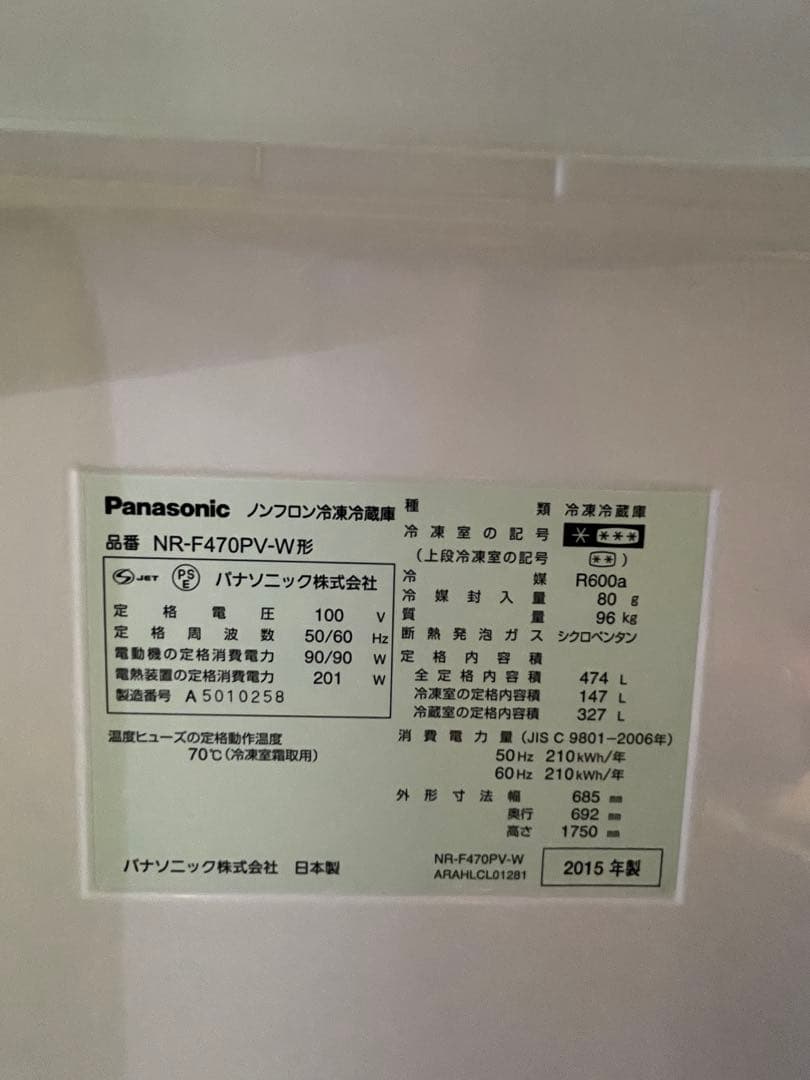 Panasonic ノンフロン冷凍冷蔵庫
品番 NR-F470PV-W形
S JET PSE パナソニック株式会社
定格電圧 100 V
定格周波数 50/60 Hz
電動機の定格消費電力 90/90 W
電熱装置の定格消費電力 201 W
製造番号 A 5010258
温度ヒューズの定格動作温度
70℃(冷凍室霜取用)
パナソニック株式会社 日本製
種類 冷凍冷蔵庫
冷凍室の記号 * ***
(上段冷凍室の記号 ** )
冷媒 R600a
冷媒封入量 80 g
質量 96 kg
断熱発泡ガス シクロペンタン
定格内容積
全定格内容積 474 L
冷凍室の定格内容積 147 L
冷蔵室の定格内容積 327 L
消費電力量(JIS C 9801-2006年)
50Hz 210kWh/年
60Hz 210kWh/年
外形寸法幅 685 mm
奥行 692 mm
高さ 1750 mm
NR-F470PV-W
ARAHLCL01281
2015年製